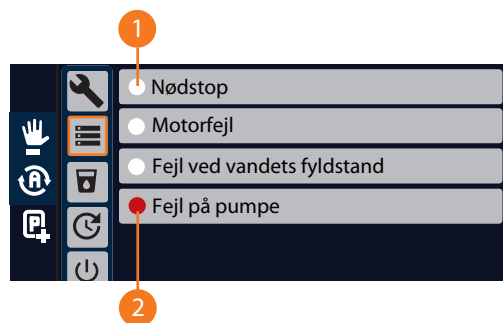 1
Nødstop
Motorfejl
Fejl ved vandets fyldstand
A
Fejl på pumpe
P
2